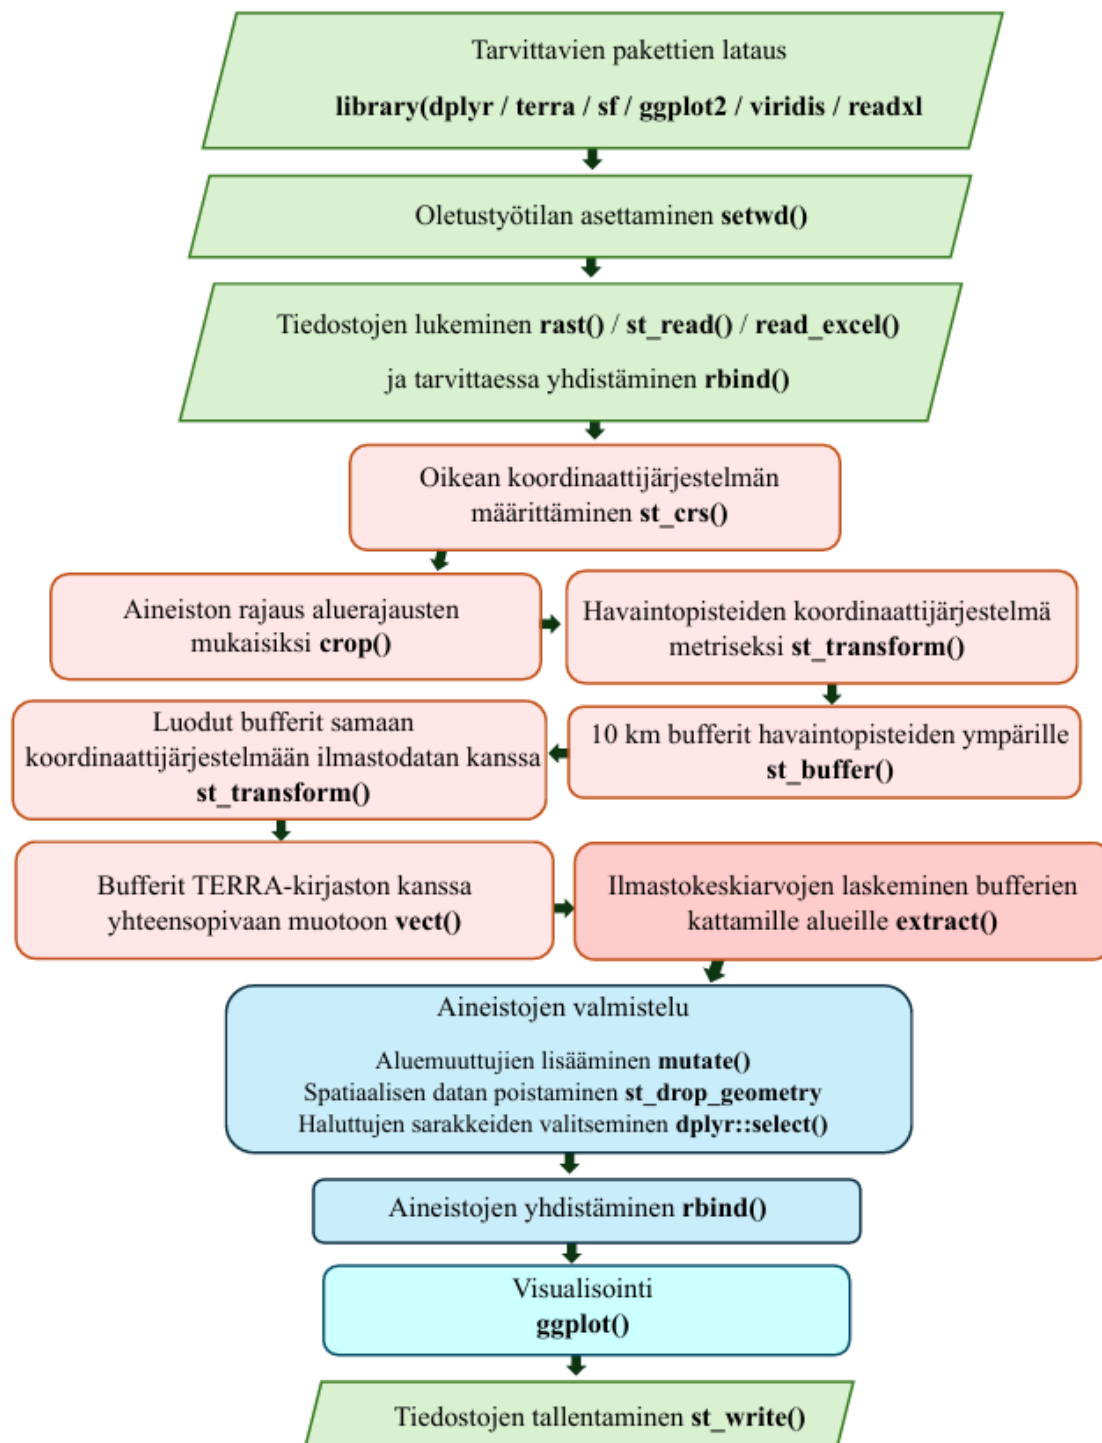 Tarvittavien pakettien lataus
library(dplyr / terra / sf / ggplot2 / viridis / readxl
Oletustyötilan asettaminen setwd()
Tiedostojen lukeminen rast() / st_read() / read_excel()
ja tarvittaessa yhdistäminen rbind()
Oikean koordinaattijärjestelmän
määrittäminen st_crs()
Aineiston rajaus aluerajausten
mukaisiksi crop()
Havaintopisteiden koordinaattijärjestelmä
metriseksi st_transform()
10 km bufferit havaintopisteiden ympärille
st_buffer()
Luodut bufferit samaan
koordinaattijärjestelmään ilmastodatan kanssa
st_transform()
Bufferit TERRA-kirjaston kanssa
yhteensopivaan muotoon vect()
Ilmastokeskiarvojen laskeminen bufferien
kattamille alueille extract()
Aineistojen valmistelu
Aluemuuttujien lisääminen mutate()
Spatiaalisen datan poistaminen st_drop_geometry
Haluttujen sarakkeiden valitseminen dplyr::select()
Aineistojen yhdistäminen rbind()
Visualisointi
ggplot()
Tiedostojen tallentaminen st_write()